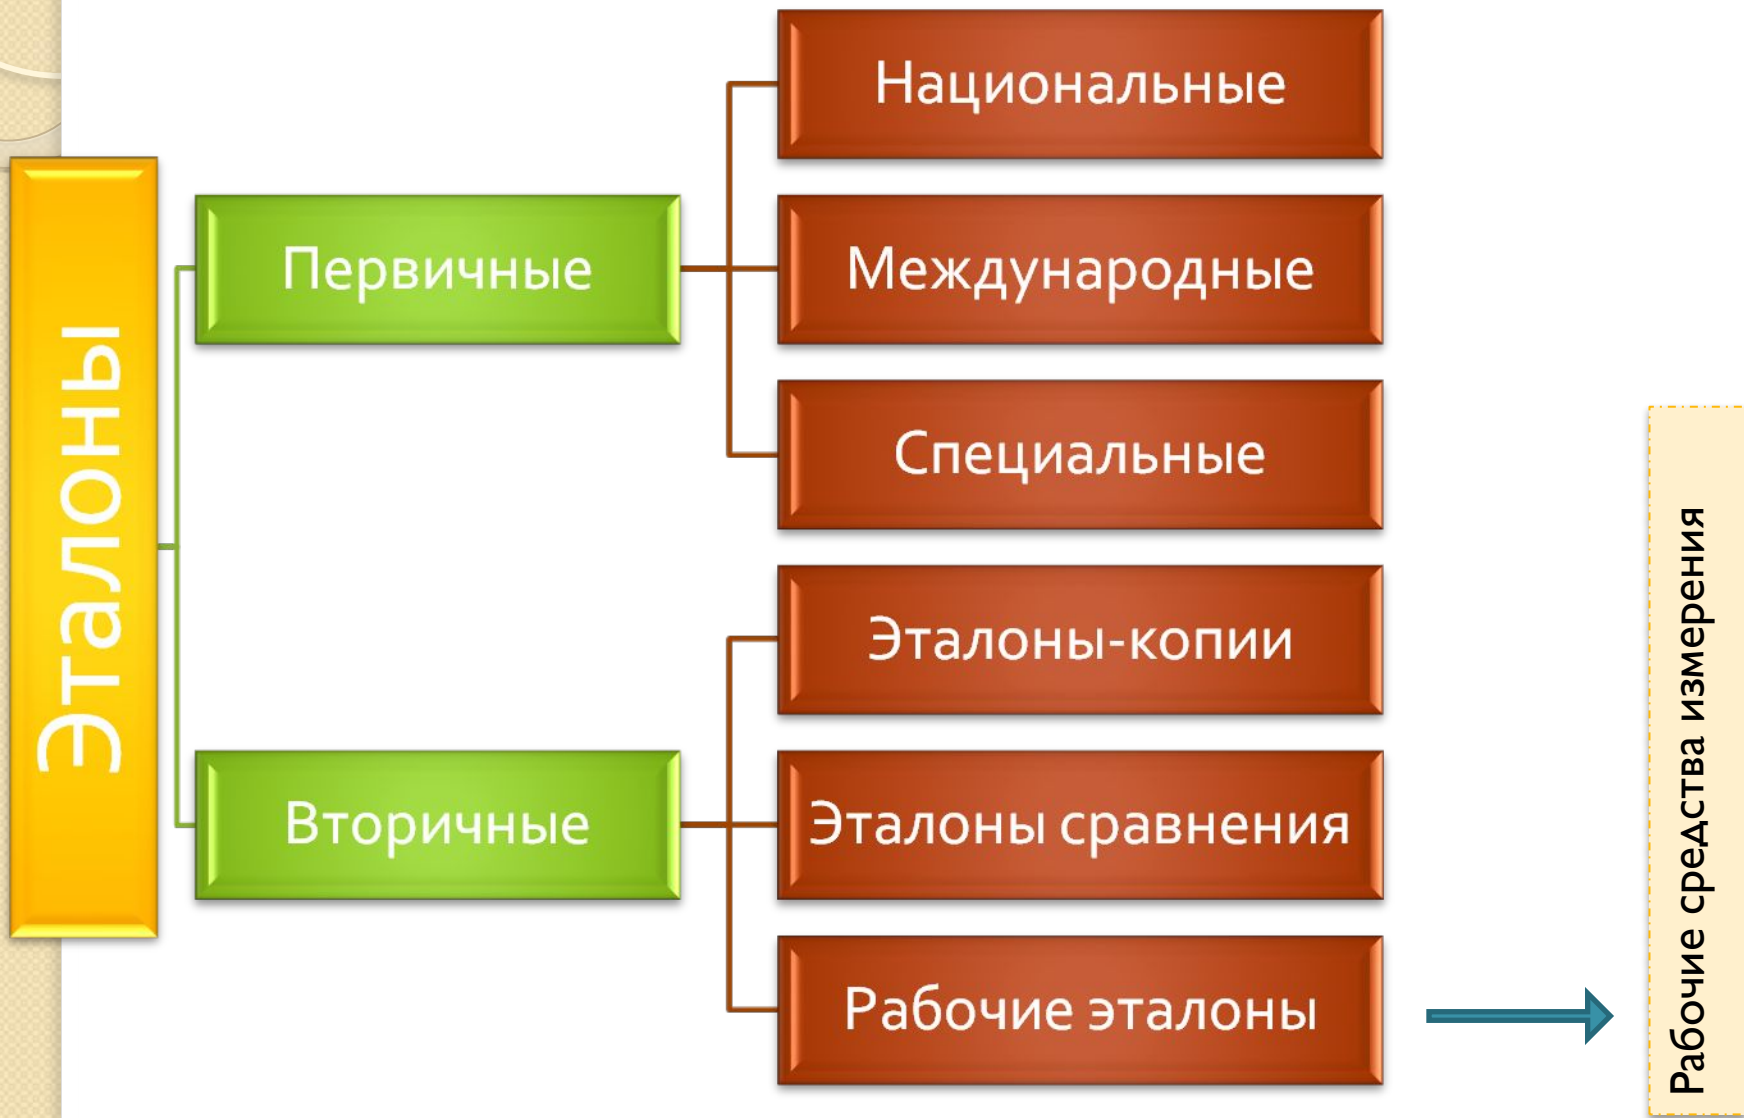 Эталоны
Первичные
Национальные
Международные
Специальные
Вторичные
Эталоны-копии
Эталоны сравнения
Рабочие эталоны
Рабочие средства измерения